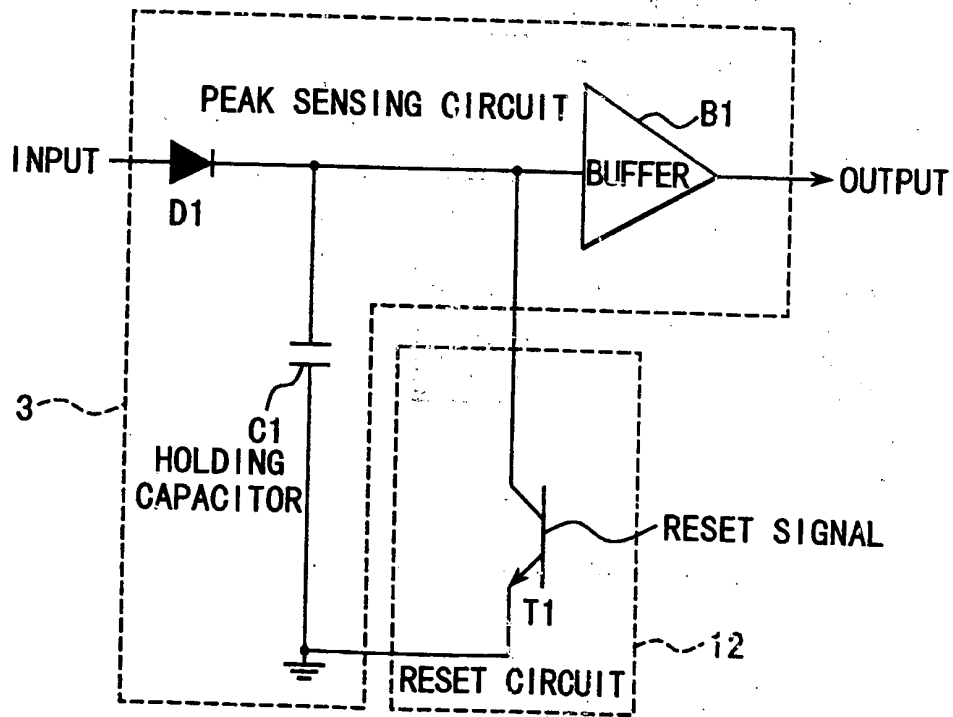 PEAK SENSING CIRCUIT
B1
INPUT
BUFFER
OUTPUT
D1
3
C1
HOLDING
CAPACITOR
RESET SIGNAL
T1
12
RESET CIRCUIT